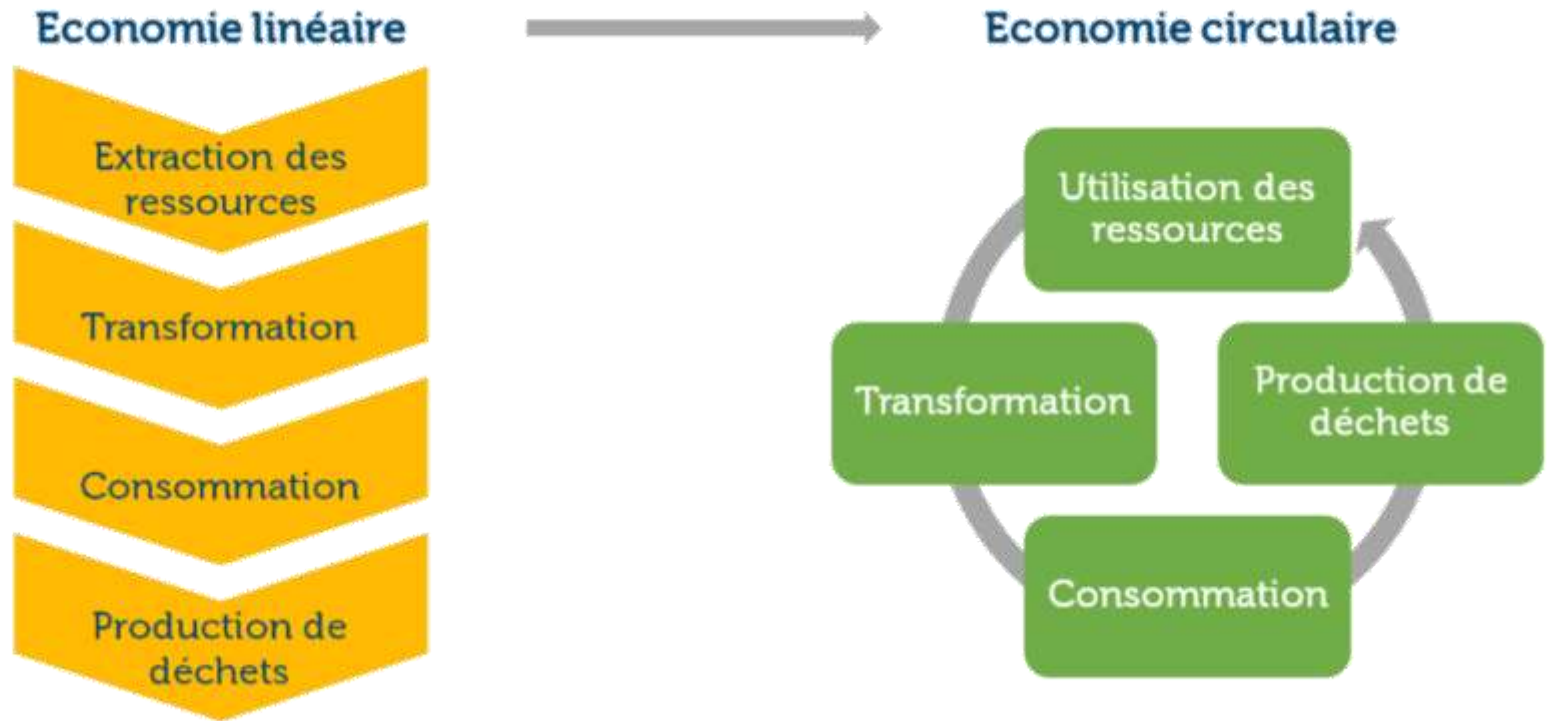 Economie linéaire
Economie circulaire
Extraction des
ressources
Transformation
Consommation
Production de
déchets
Utilisation des
ressources
Transformation
Production de
déchets
Consommation